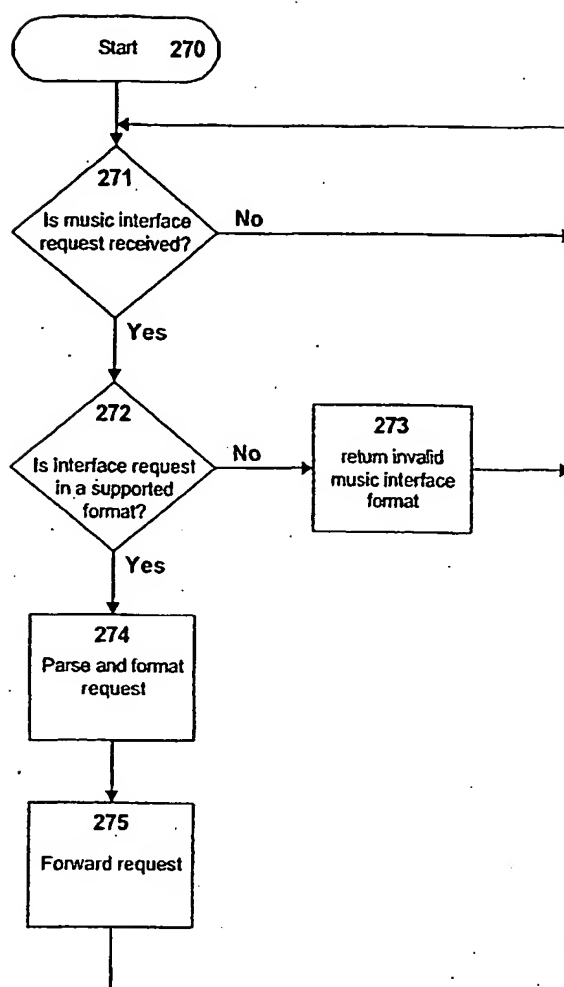 Start 270
271
Is music interface
request received?
No
Yes
272
Is interface request
in a supported
format?
No
273
return invalid
music interface
format
Yes
274
Parse and format
request
275
Forward request